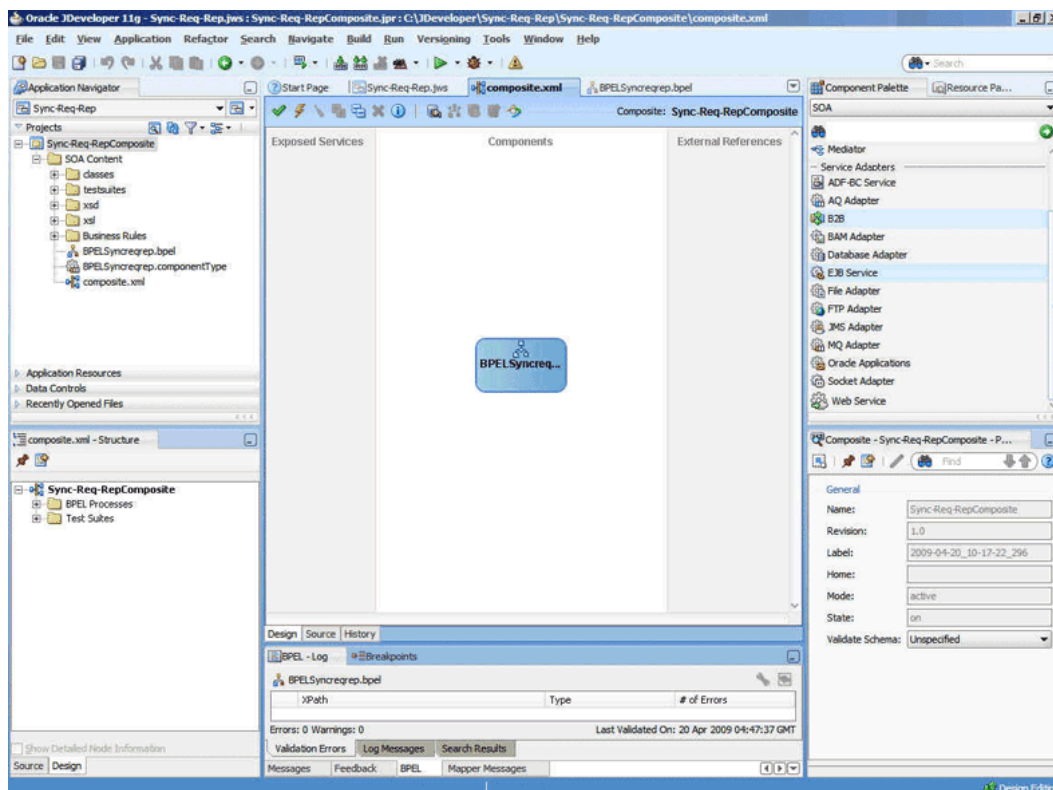 Oracle JDeveloper 11g - Sync-Req-Rep.jws : Sync-Req-RepComposite.jpr : C:\JDeveloper\Sync-Req-Rep\Sync-Req-RepComposite\composite.xml
File Edit View Application Refactor Search Navigate Build Run Versioning Tools Window Help
Search
Application Navigator
Sync-Req-Rep
Projects
Sync-Req-RepComposite
SOA Content
classes
testsuites
xsd
xsl
Business Rules
BPELSyncreqrep.bpel
BPELSyncreqrep.componentType
composite.xml
Application Resources
Data Controls
Recently Opened Files
composite.xml - Structure
Sync-Req-RepComposite
BPEL Processes
Test Suites
Show Detailed Node Information
Source Design
Start Page Sync-Req-Rep.jws composite.xml BPELSyncreqrep.bpel
Composite: Sync-Req-RepComposite
Exposed Services Components External References
BPELSyncreq...
Design Source History
BPEL - Log Breakpoints
BPELSyncreqrep.bpel
XPath Type # of Errors
Errors: 0 Warnings: 0 Last Validated On: 20 Apr 2009 04:47:37 GMT
Validation Errors Log Messages Search Results
Messages Feedback BPEL Mapper Messages
Component Palette Resource Pa...
SOA
Mediator
Service Adapters
ADF-BC Service
AQ Adapter
B2B
BAM Adapter
Database Adapter
EJB Service
File Adapter
FTP Adapter
JMS Adapter
MQ Adapter
Oracle Applications
Socket Adapter
Web Service
Composite - Sync-Req-RepComposite - P...
Find
General
Name: Sync-Req-RepComposite
Revision: 1.0
Label: 2009-04-20_10-17-22_296
Home:
Mode: active
State: on
Validate Schema: Unspecified
Design Edito